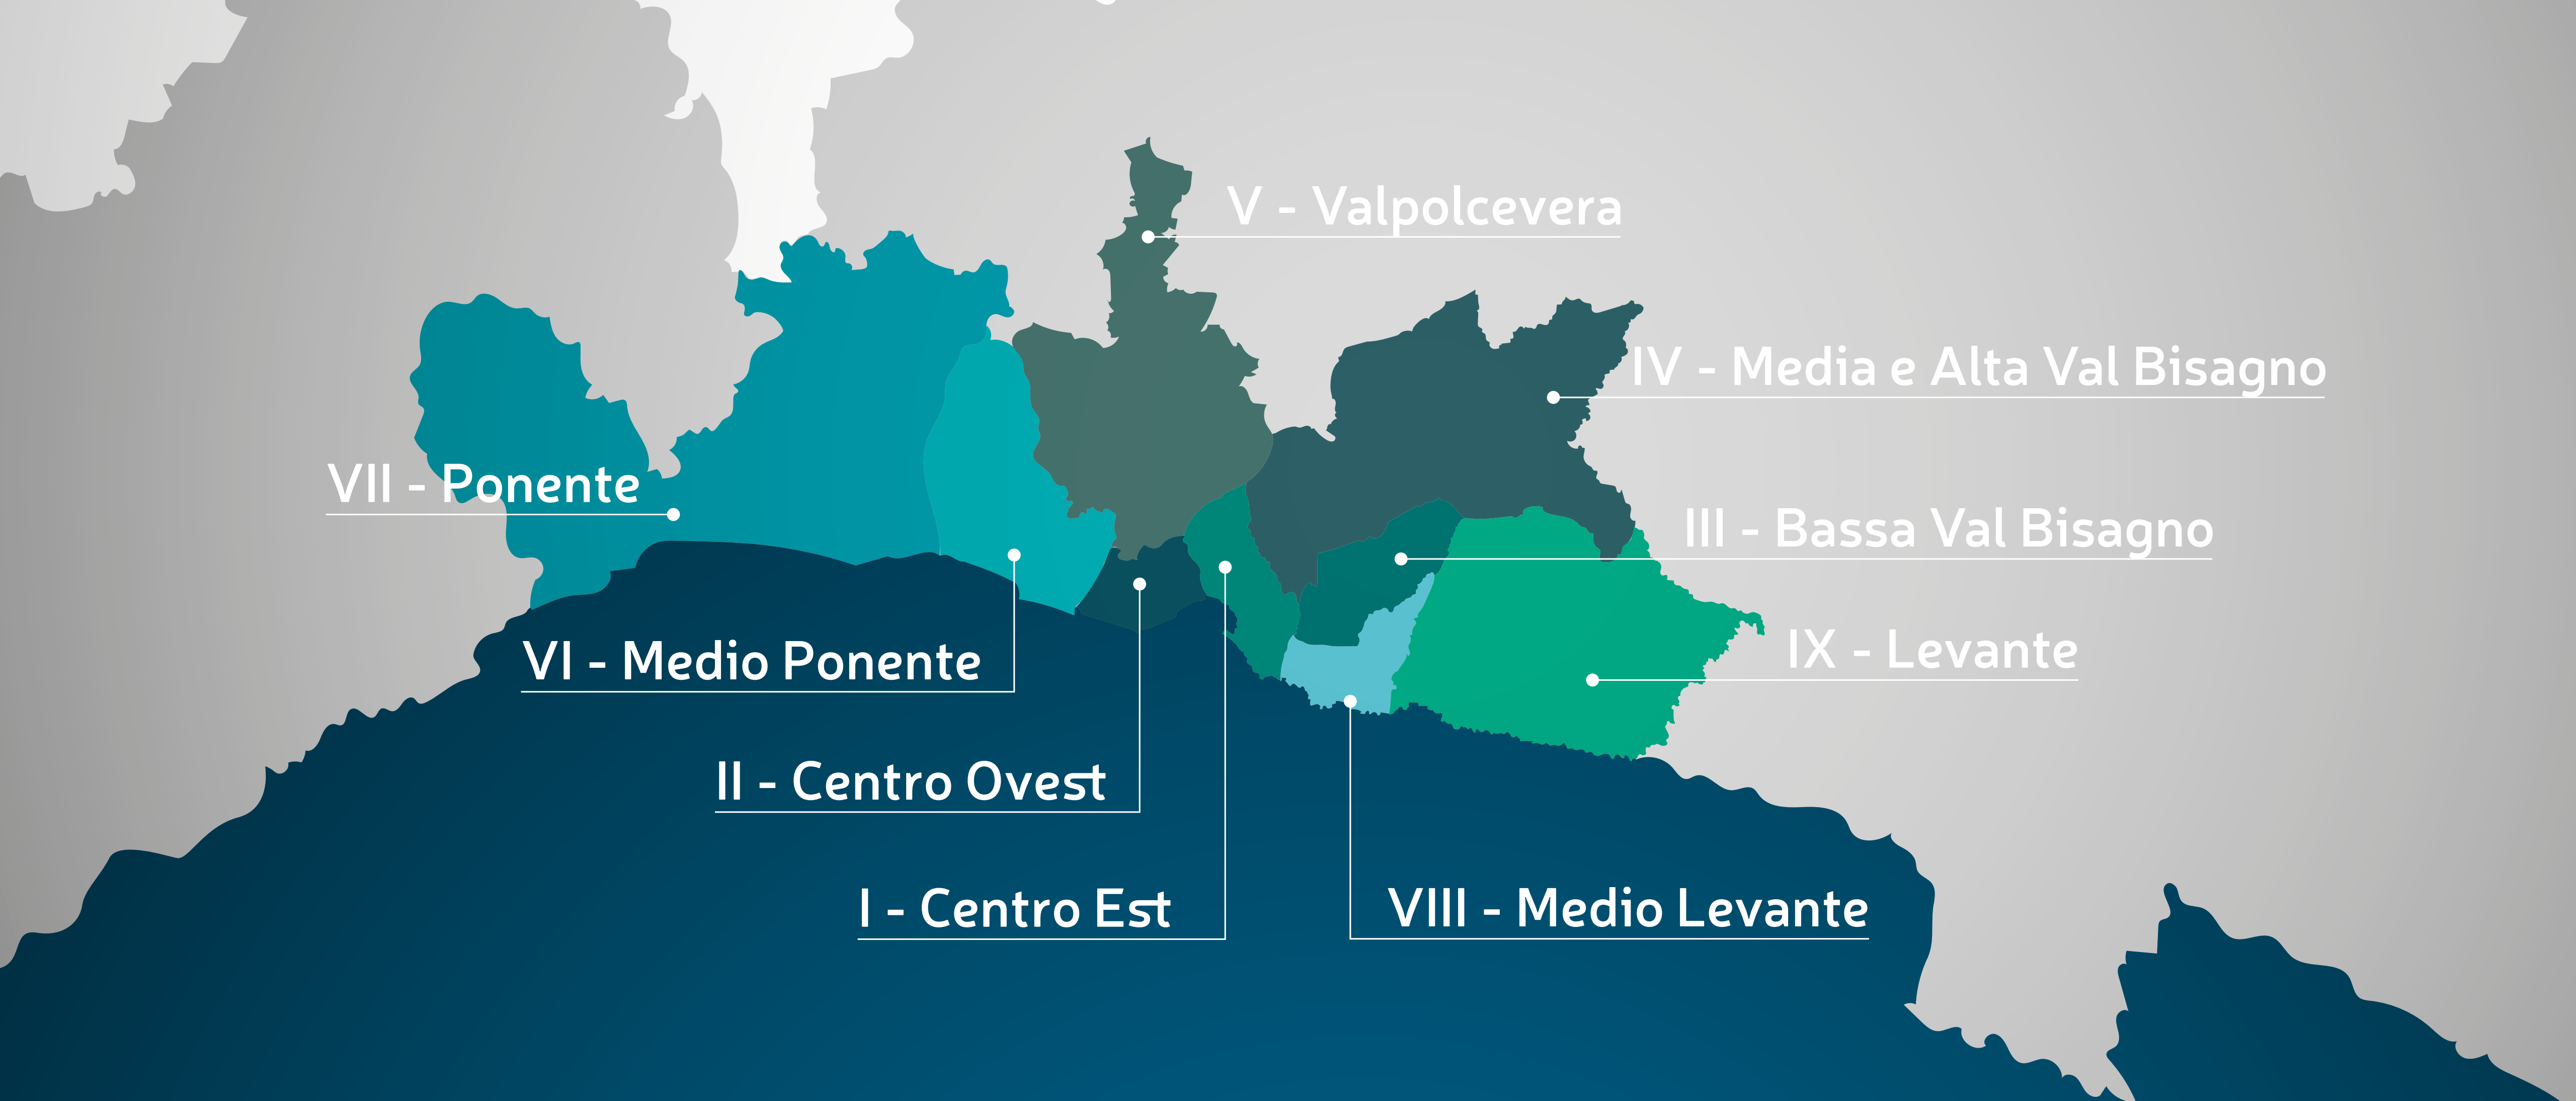 V - Valpolcevera
IV - Media e Alta Val Bisagno
VII - Ponente
III - Bassa Val Bisagno
IX - Levante
VI - Medio Ponente
II - Centro Ovest
I - Centro Est
VIII - Medio Levante